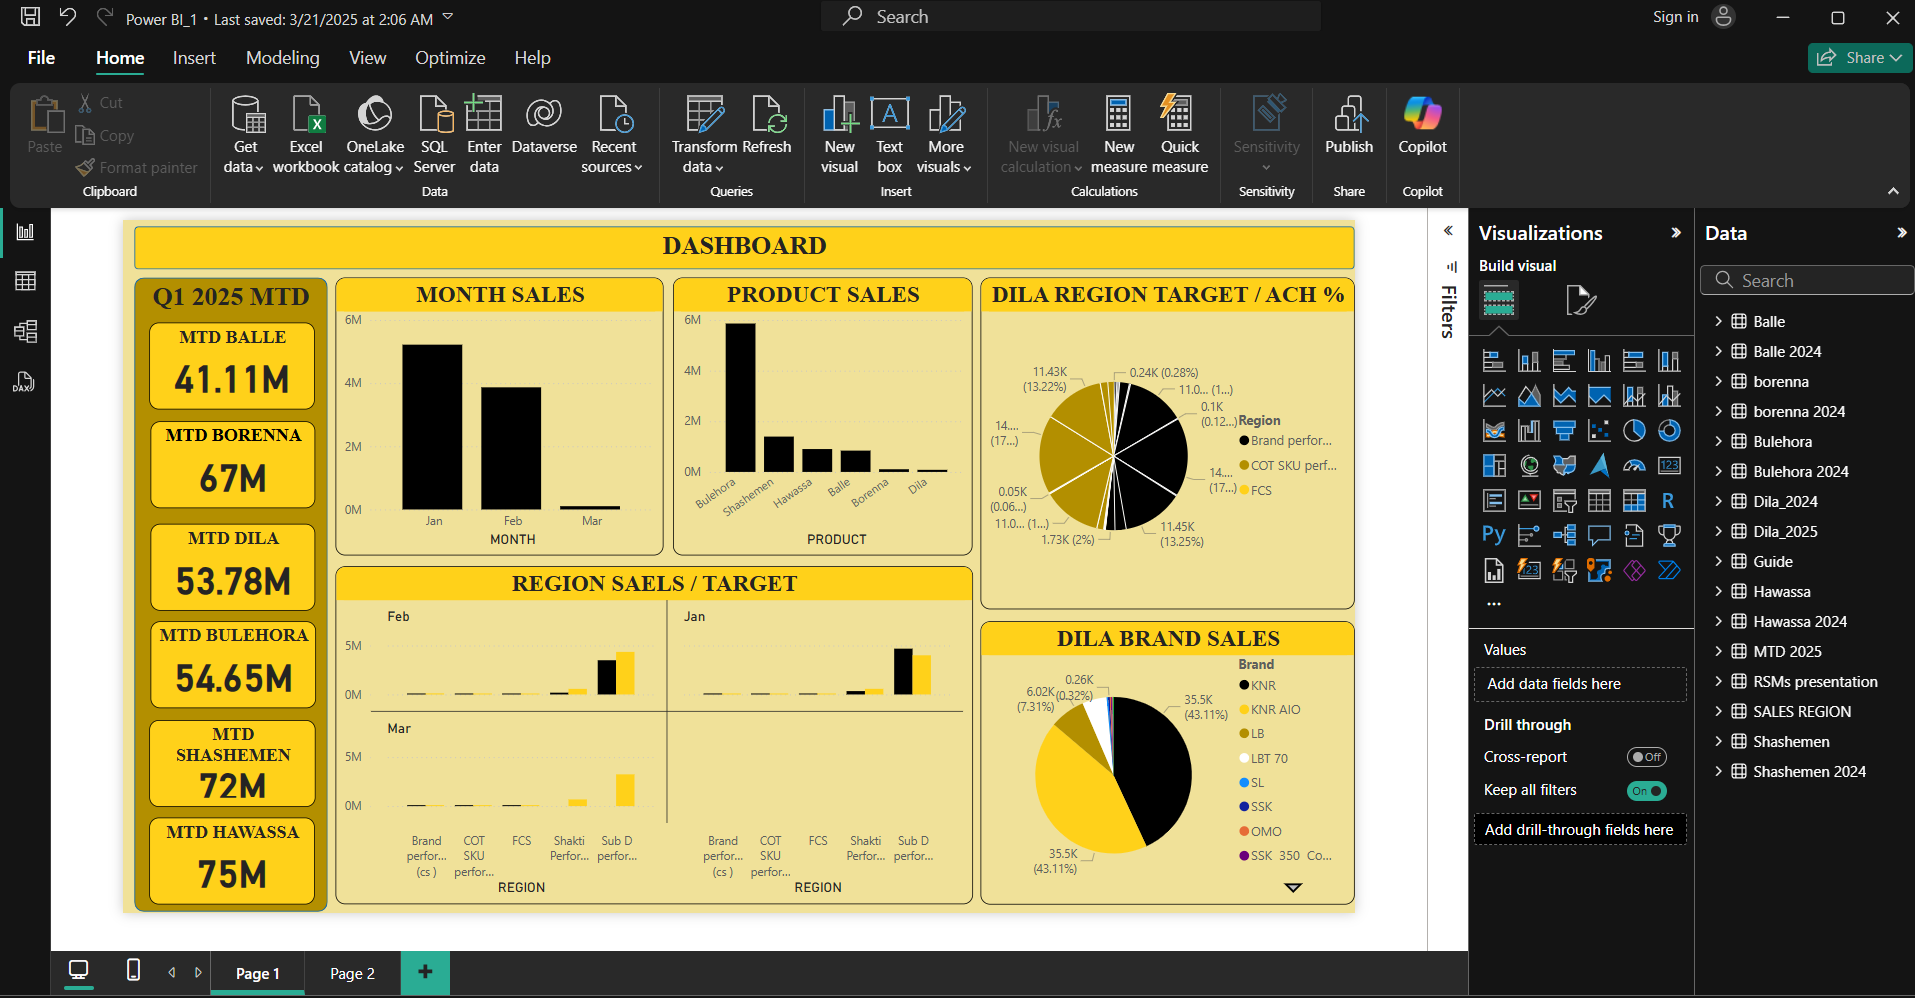 Power BI_1 • Last saved: 3/21/2025 at 2:06 AM
Search
Sign in
File
Home
Insert
Modeling
View
Optimize
Help
Share
Paste
Cut
Copy
Format painter
Clipboard
Get data
Excel workbook
OneLake catalog
SQL Server
Enter data
Dataverse
Recent sources
Data
Transform data
Refresh
Queries
New visual
Text box
More visuals
Insert
New visual calculation
New measure
Quick measure
Calculations
Sensitivity
Sensitivity
Publish
Share
Copilot
Copilot
DASHBOARD
Q1 2025 MTD
MTD BALLE
41.11M
MTD BORENNA
67M
MTD DILA
53.78M
MTD BULEHORA
54.65M
MTD
SHASHEMEN
72M
MTD HAWASSA
75M
MONTH SALES
6M
4M
2M
0M
Jan
Feb
Mar
MONTH
PRODUCT SALES
6M
4M
2M
0M
Bulehora
Shashemen
Hawassa
Balle
Borenna
Dila
PRODUCT
DILA REGION TARGET / ACH %
11.43K
(13.22%)
0.24K (0.28%)
11.0... (1...)
0.1K
(0.12...)
14....
(17...)
14....
(17...)
0.05K
(0.06...)
11.0... (1...)
1.73K (2%)
11.45K
(13.25%)
Region
Brand perfor...
COT SKU perf...
FCS
REGION SAELS / TARGET
Feb
Jan
5M
0M
Mar
5M
0M
Brand
perfor...
(cs )
COT
SKU
perfor...
FCS
Shakti
Perfor...
Sub D
perfor...
REGION
Brand
perfor...
(cs )
COT
SKU
perfor...
FCS
Shakti
Perfor...
Sub D
perfor...
REGION
DILA BRAND SALES
0.26K
(0.32%)
6.02K
(7.31%)
35.5K
(43.11%)
35.5K
(43.11%)
Brand
KNR
KNR AIO
LB
LBT 70
SL
SSK
OMO
SSK 350 Co...
Filters
Visualizations
Build visual
Values
Add data fields here
Drill through
Cross-report
Off
Keep all filters
On
Add drill-through fields here
Data
Search
Balle
Balle 2024
borenna
borenna 2024
Bulehora
Bulehora 2024
Dila_2024
Dila_2025
Guide
Hawassa
Hawassa 2024
MTD 2025
RSMs presentation
SALES REGION
Shashemen
Shashemen 2024
Page 1
Page 2